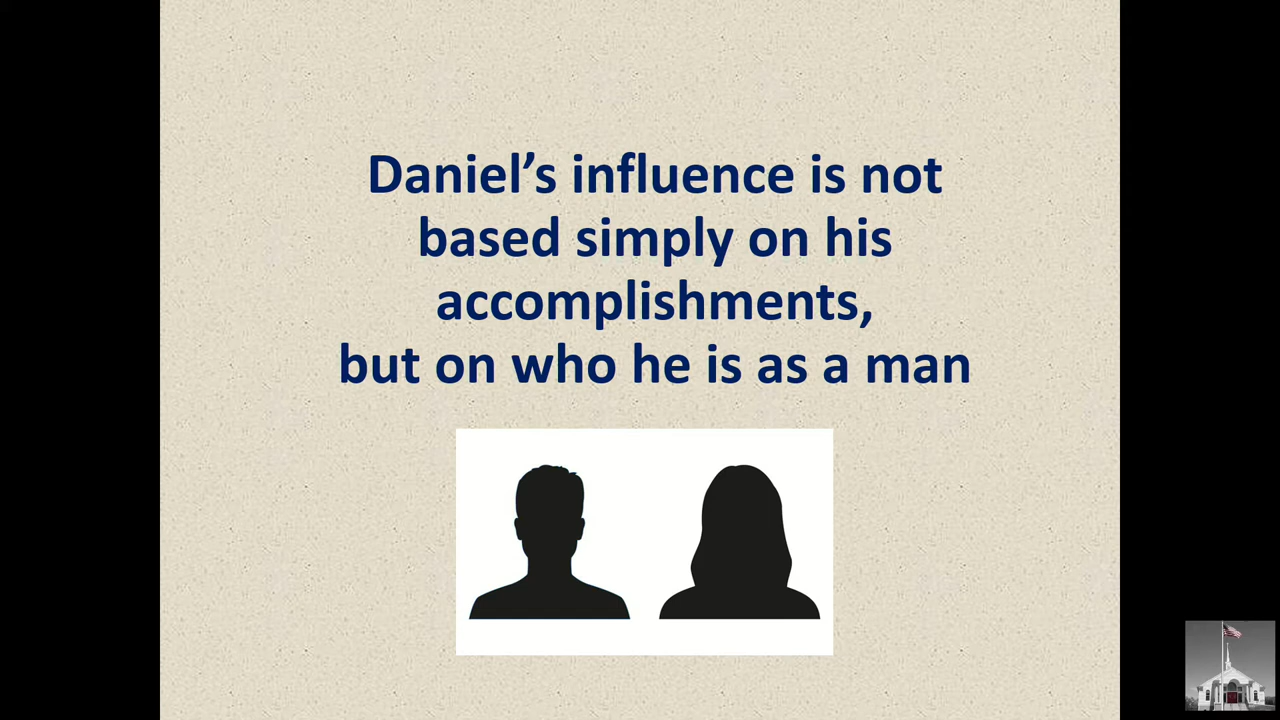 Daniel’s influence is not
based simply on his
accomplishments,
but on who he is as a man